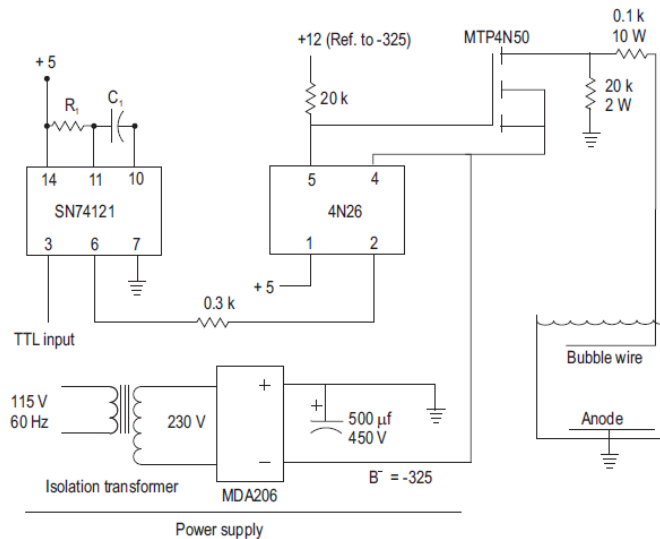 0.1 k
10 W
+12 (Ref. to -325)
MTP4N50
+ 5
20 k
20 k
2 W
R₁
C₁
14
11
10
SN74121
3
6
7
5
4
4N26
1
2
+ 5
0.3 k
TTL input
Bubble wire
Anode
115 V
60 Hz
230 V
+
−
+
500 µf
450 V
Isolation transformer
MDA206
B⁻ = -325
Power supply